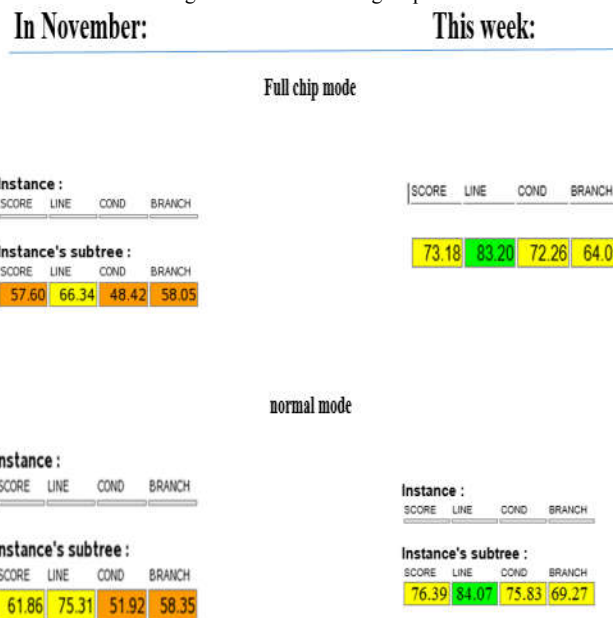 In November: This week:
Full chip mode
Instance :
SCORE LINE COND BRANCH
SCORE LINE COND BRANCH
Instance's subtree :
SCORE LINE COND BRANCH
73.18 83.20 72.26 64.0
57.60 66.34 48.42 58.05
normal mode
Instance :
SCORE LINE COND BRANCH
Instance :
SCORE LINE COND BRANCH
Instance's subtree :
SCORE LINE COND BRANCH
61.86 75.31 51.92 58.35
Instance's subtree :
SCORE LINE COND BRANCH
76.39 84.07 75.83 69.27